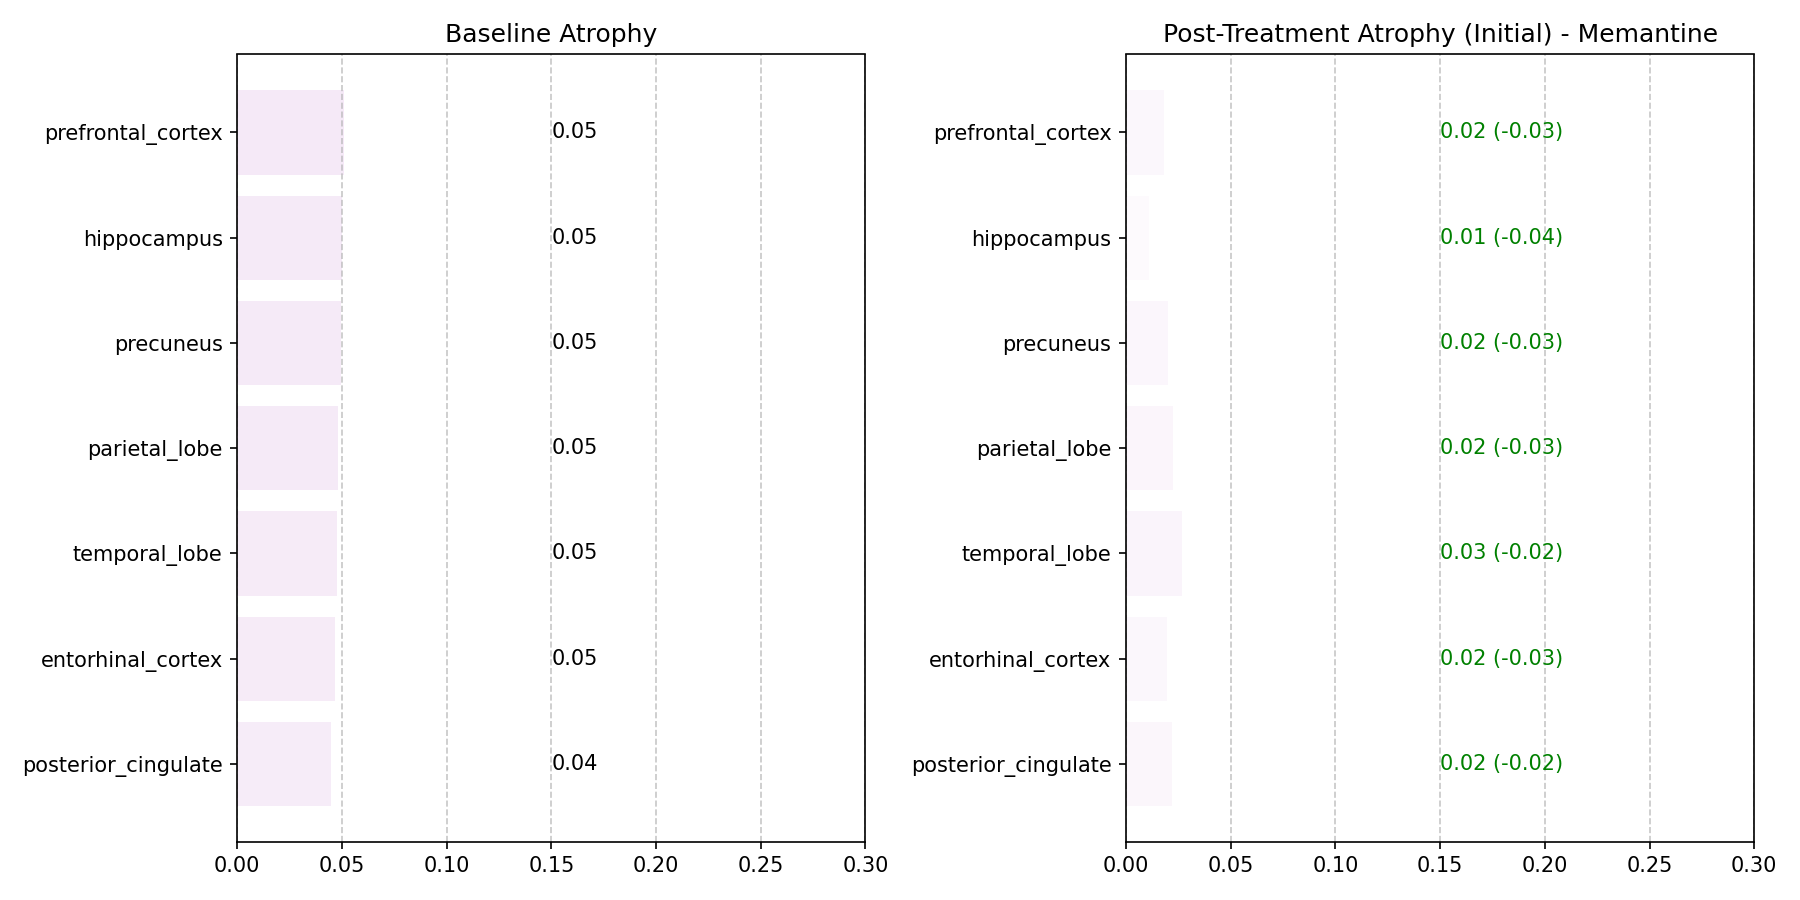 Baseline Atrophy
prefrontal_cortex 0.05
hippocampus 0.05
precuneus 0.05
parietal_lobe 0.05
temporal_lobe 0.05
entorhinal_cortex 0.05
posterior_cingulate 0.04
0.00 0.05 0.10 0.15 0.20 0.25 0.30
Post-Treatment Atrophy (Initial) - Memantine
prefrontal_cortex 0.02 (-0.03)
hippocampus 0.01 (-0.04)
precuneus 0.02 (-0.03)
parietal_lobe 0.02 (-0.03)
temporal_lobe 0.03 (-0.02)
entorhinal_cortex 0.02 (-0.03)
posterior_cingulate 0.02 (-0.02)
0.00 0.05 0.10 0.15 0.20 0.25 0.30